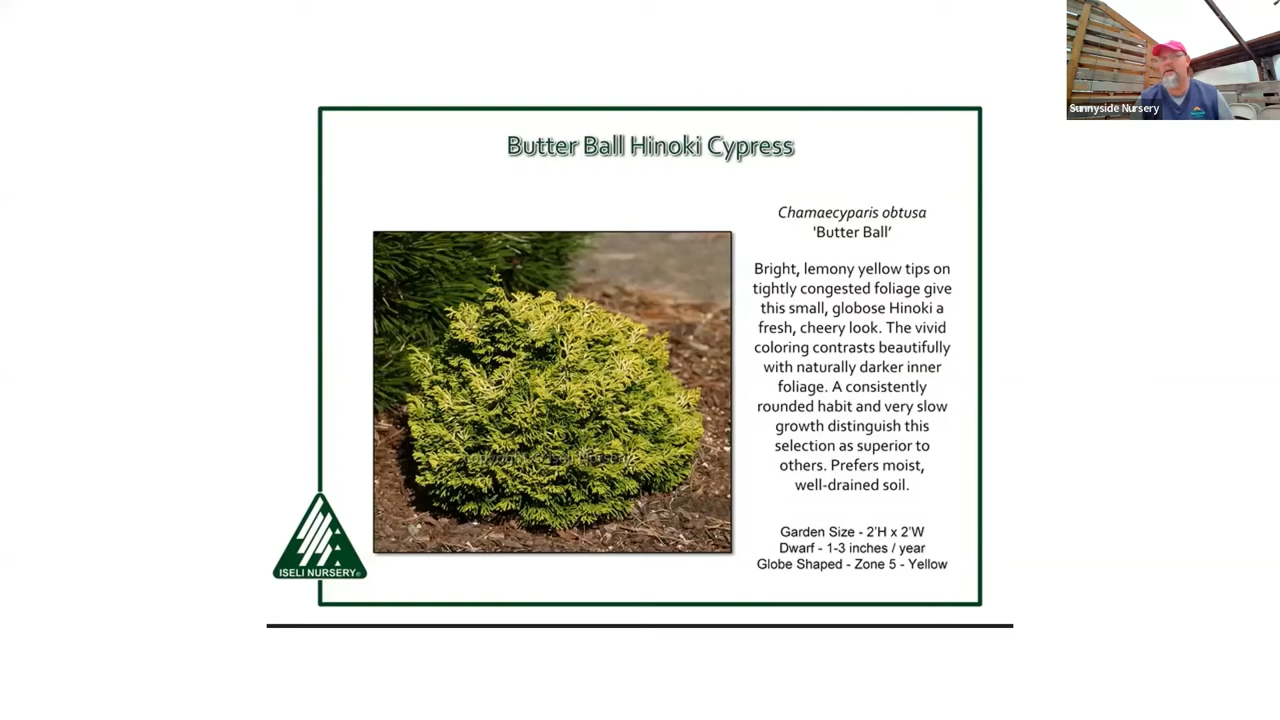 Sunnyside Nursery
Butter Ball Hinoki Cypress
Chamaecyparis obtusa
'Butter Ball’
Bright, lemony yellow tips on
tightly congested foliage give
this small, globose Hinoki a
fresh, cheery look. The vivid
coloring contrasts beautifully
with naturally darker inner
foliage. A consistently
rounded habit and very slow
growth distinguish this
selection as superior to
others. Prefers moist,
well-drained soil.
Garden Size - 2’H x 2’W
Dwarf - 1-3 inches / year
Globe Shaped - Zone 5 - Yellow
Copyright © Iseli Nursery
ISELI NURSERY®